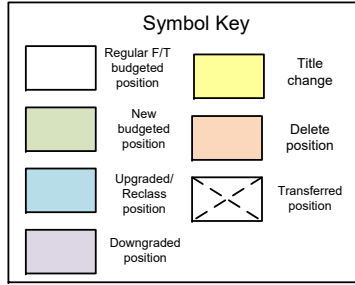 Symbol Key
Regular F/T
budgeted
position
New
budgeted
position
Upgraded/
Reclass
position
Downgraded
position
Title
change
Delete
position
Transferred
position